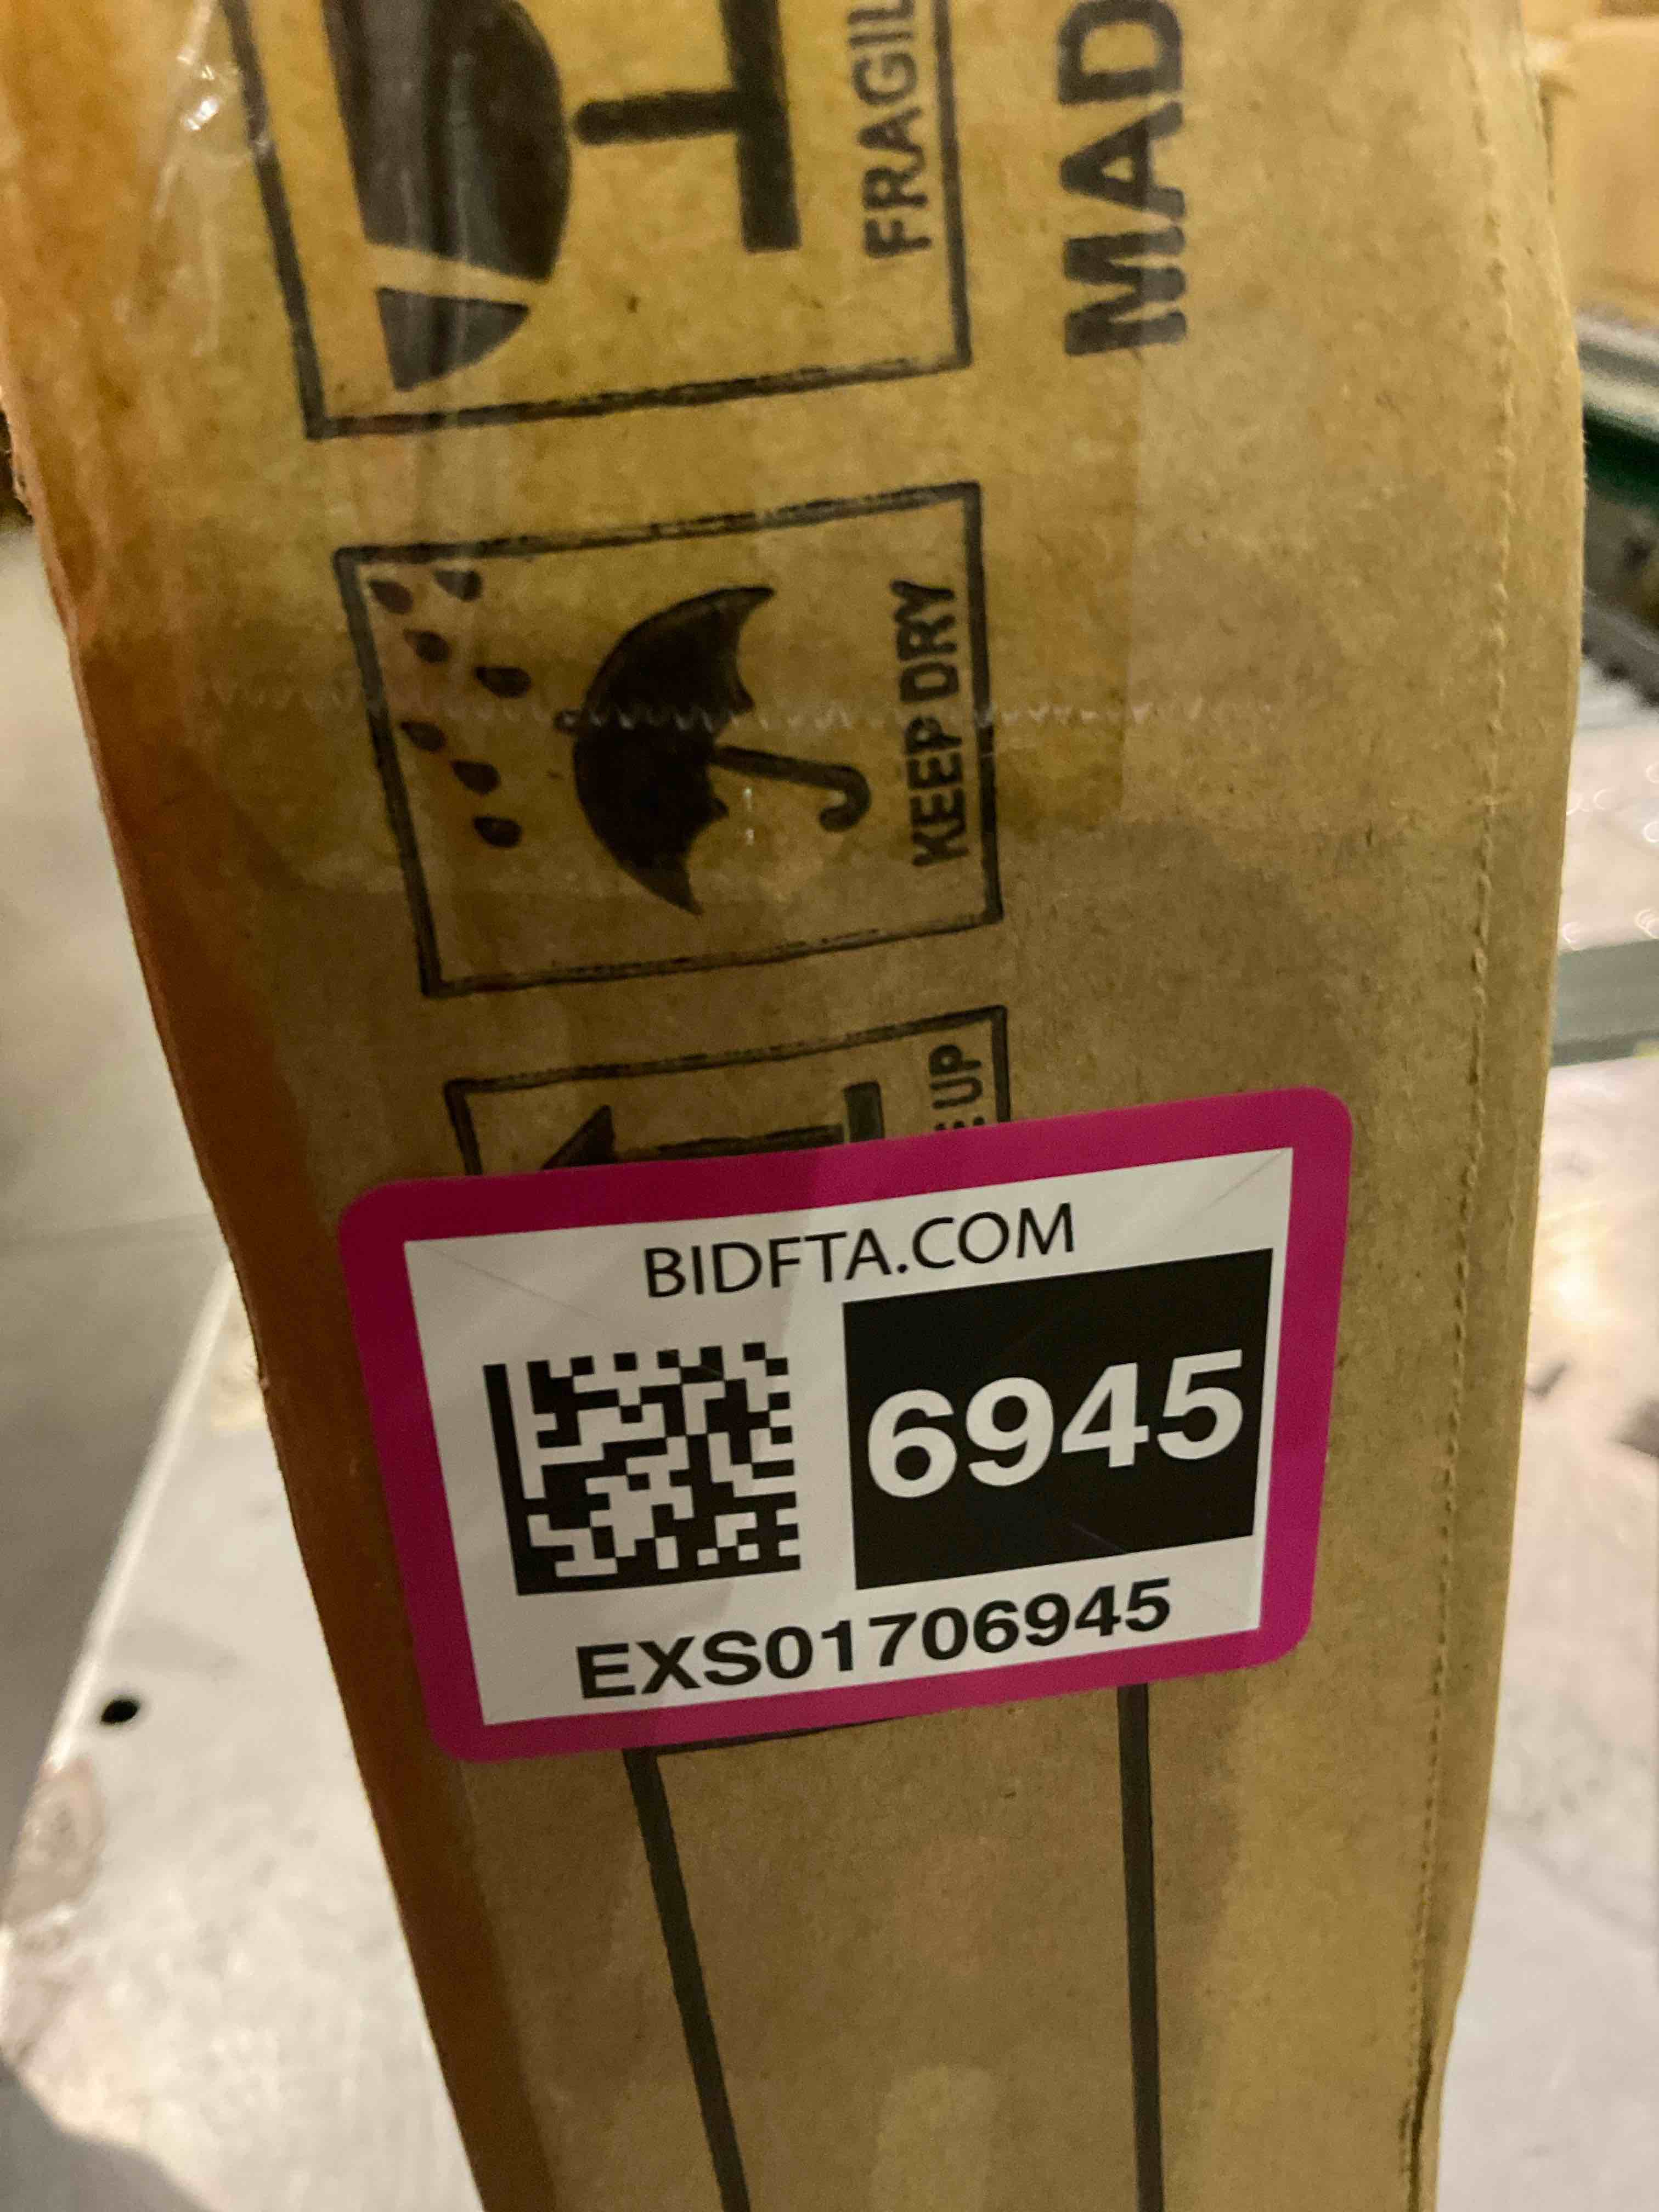 FRAGIL
MAD
KEEP DRY
UP
BIDFTA.COM
6945
EXS01706945